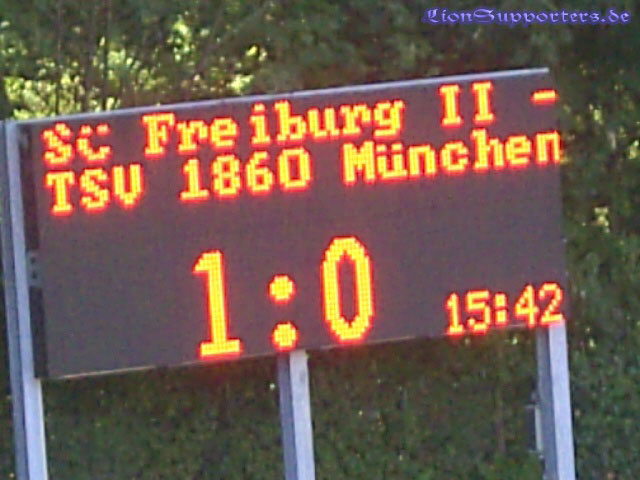 LionSupporters.de
SC Freiburg II -
TSV 1860 München
1:0
15:42